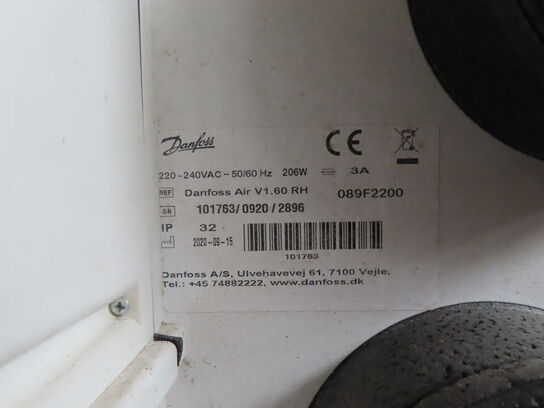 Danfoss CE
220-240VAC ~ 50/60 Hz 206W 3A
REF Danfoss Air V1.60 RH 089F2200
SN 101763/0920/2896
IP 32
2020-09-15
101763
Danfoss A/S, Ulvehavevej 61, 7100 Vejle,
Tel.: +45 74882222, www.danfoss.dk